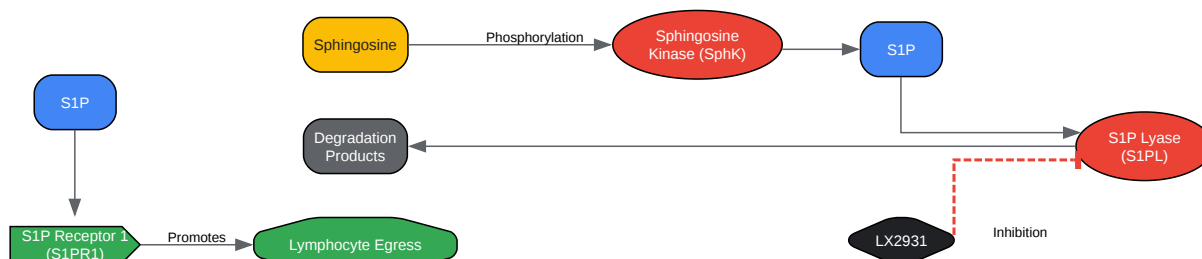 Sphingosine
Phosphorylation
Sphingosine
Kinase (SphK)
S1P
S1P
Degradation
Products
S1P Lyase
(S1PL)
S1P Receptor 1
(S1PR1)
Promotes
Lymphocyte Egress
LX2931
Inhibition